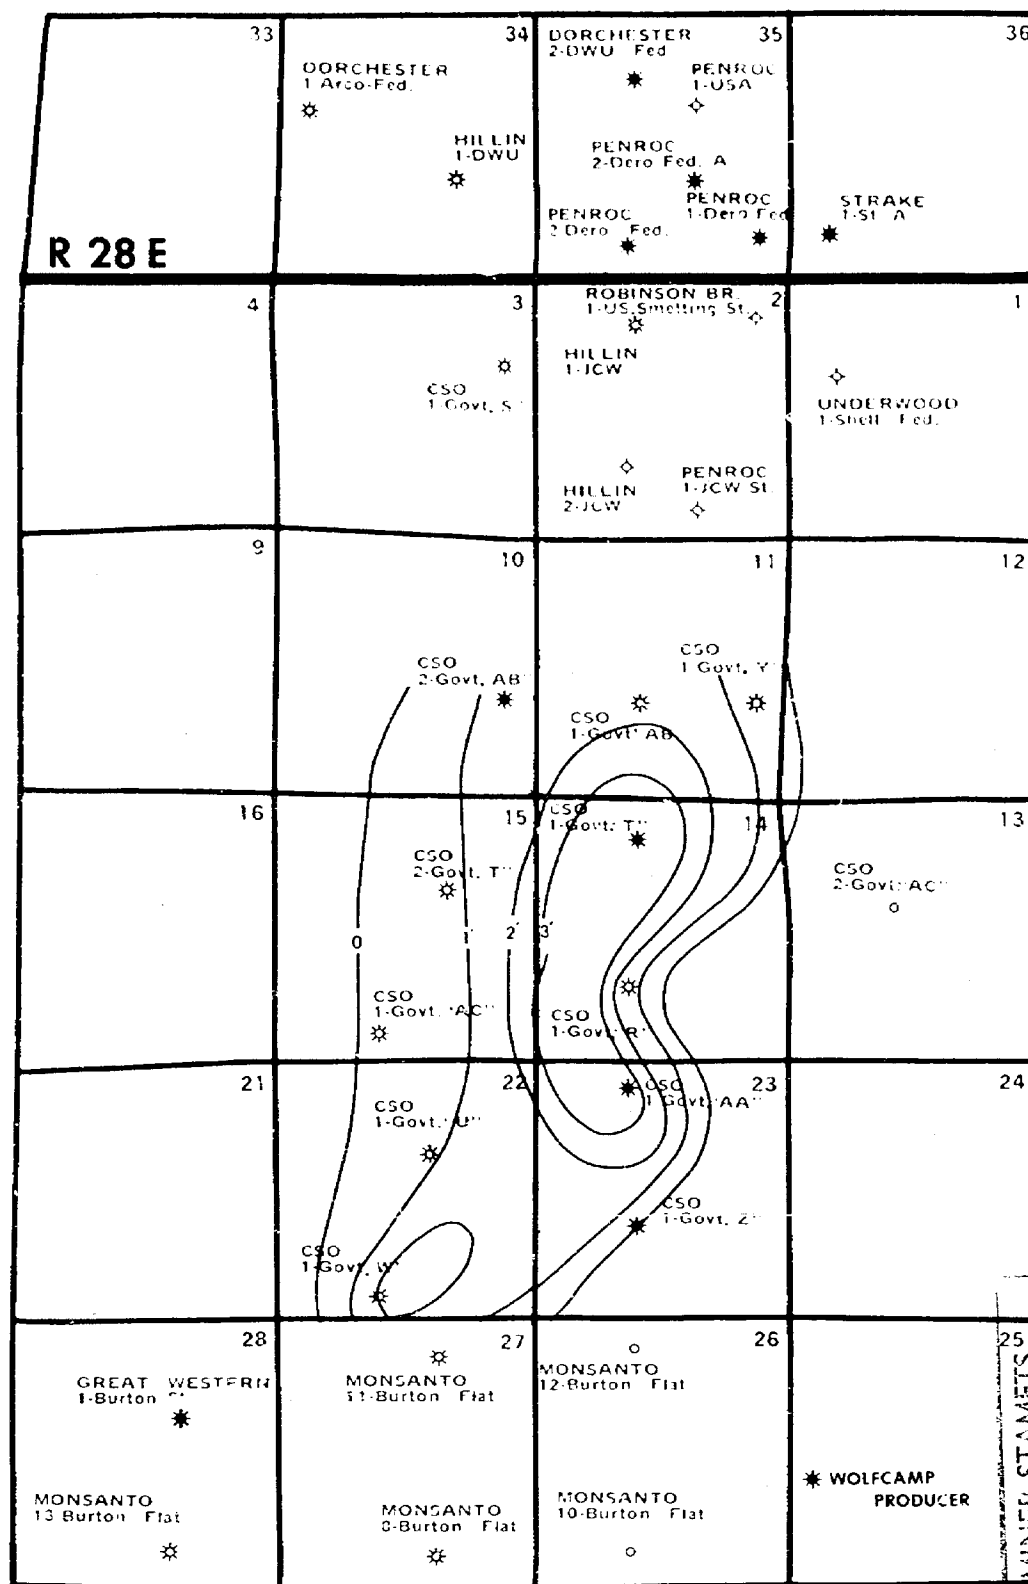 33
34
35
36
DORCHESTER
1-Arco-Fed.
HILLIN
1-DWU
DORCHESTER
2-DWU Fed
PENROC
1-USA
PENROC
2-Dero Fed. A
PENROC
1-Dero Fed
PENROC
2 Dero Fed.
STRAKE
1-St. A
R 28 E
4
3
2
1
ROBINSON BR.
1-US.Smelting St.
HILLIN
1-JCW
CSO
1-Govt. S"
UNDERWOOD
1-Shell Fed.
HILLIN
2-JCW
PENROC
1-JCW St.
9
10
11
12
CSO
2-Govt. AB"
CSO
1-Govt. Y"
CSO
1-Govt" AB
16
15
14
13
CSO
1-Govt. T"
CSO
2-Govt. T"
CSO
2-Govt "AC"
0
1'
2'
3'
CSO
1-Govt. "AC"
CSO
1-Govt. R"
21
22
23
24
CSO
1-Govt. "AA"
CSO
1-Govt. "U"
CSO
1-Govt. Z"
CSO
1-Govt. W"
28
27
26
25
GREAT WESTERN
1-Burton
MONSANTO
11-Burton Flat
MONSANTO
12-Burton Flat
WOLFCAMP
PRODUCER
MONSANTO
13 Burton Flat
MONSANTO
8-Burton Flat
MONSANTO
10-Burton Flat
STAMETS